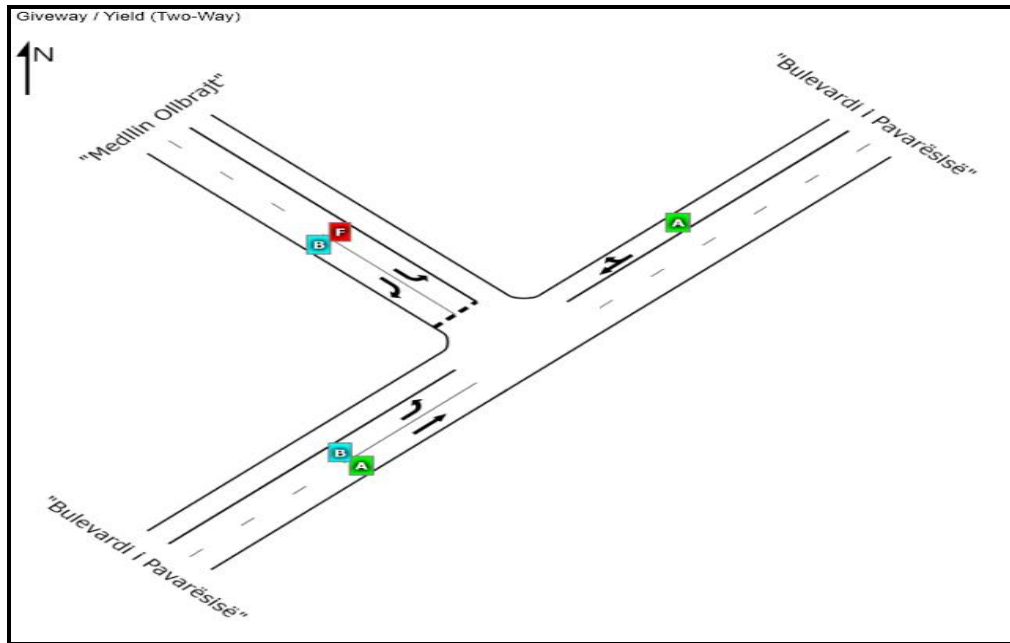 Giveway / Yield (Two-Way)
N
"Medllin Ollbrajt"
"Bulevardi i Pavarësisë"
A
F
B
B
A
"Bulevardi i Pavarësisë"